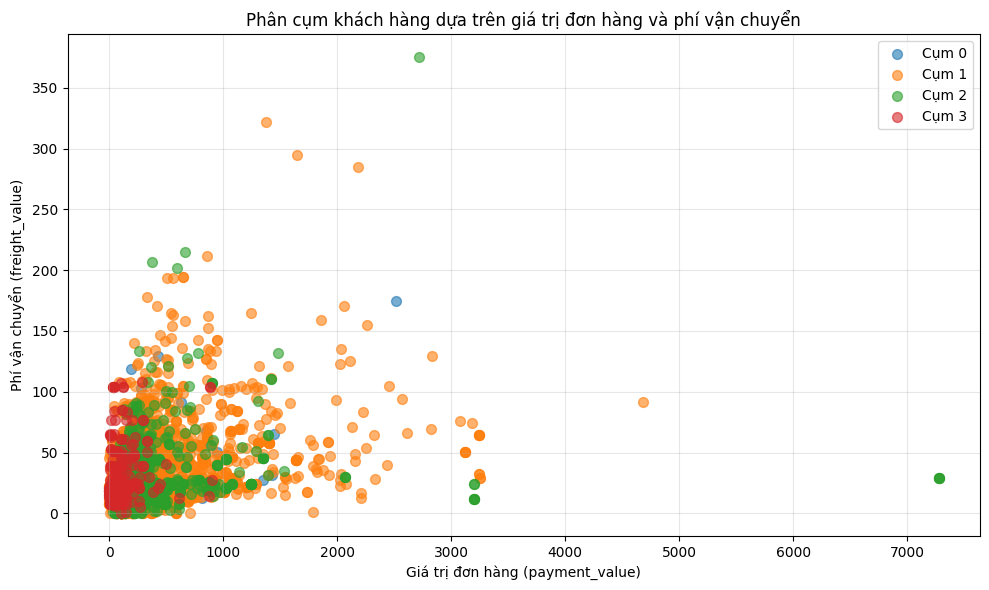 Phân cụm khách hàng dựa trên giá trị đơn hàng và phí vận chuyển
Cụm 0
Cụm 1
Cụm 2
Cụm 3
Phí vận chuyển (freight_value)
350
300
250
200
150
100
50
0
0 1000 2000 3000 4000 5000 6000 7000
Giá trị đơn hàng (payment_value)